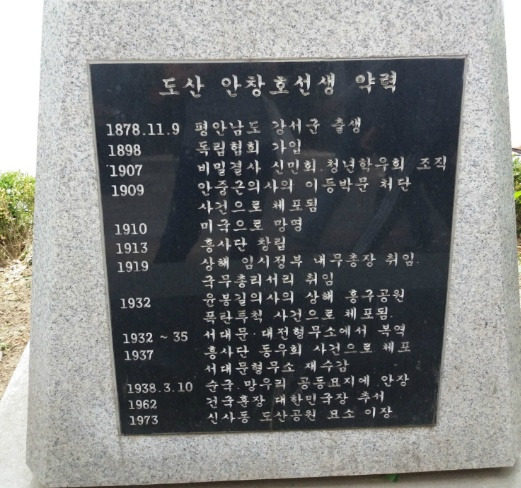 도산 안창호선생 약력
1878.11.9 평안남도 강서군 출생
1898 독립협회 가입
1907 비밀결사 신민회.청년학우회 조직
1909 안중근의사의 이등박문 처단
사건으로 체포됨
1910 미국으로 망명
1913 흥사단 창립
1919 상해 임시정부 내무총장 취임.
국무총리서리 취임
1932 윤봉길의사의 상해 홍구공원
폭탄투척 사건으로 체포됨.
1932 ~ 35 서대문·대전형무소에서 복역
1937 흥사단 동우회 사건으로 체포
서대문형무소 재수감
1938.3.10 순국.망우리 공동묘지에 안장
1962 건국훈장 대한민국장 추서
1973 신사동 도산공원 묘소 이장